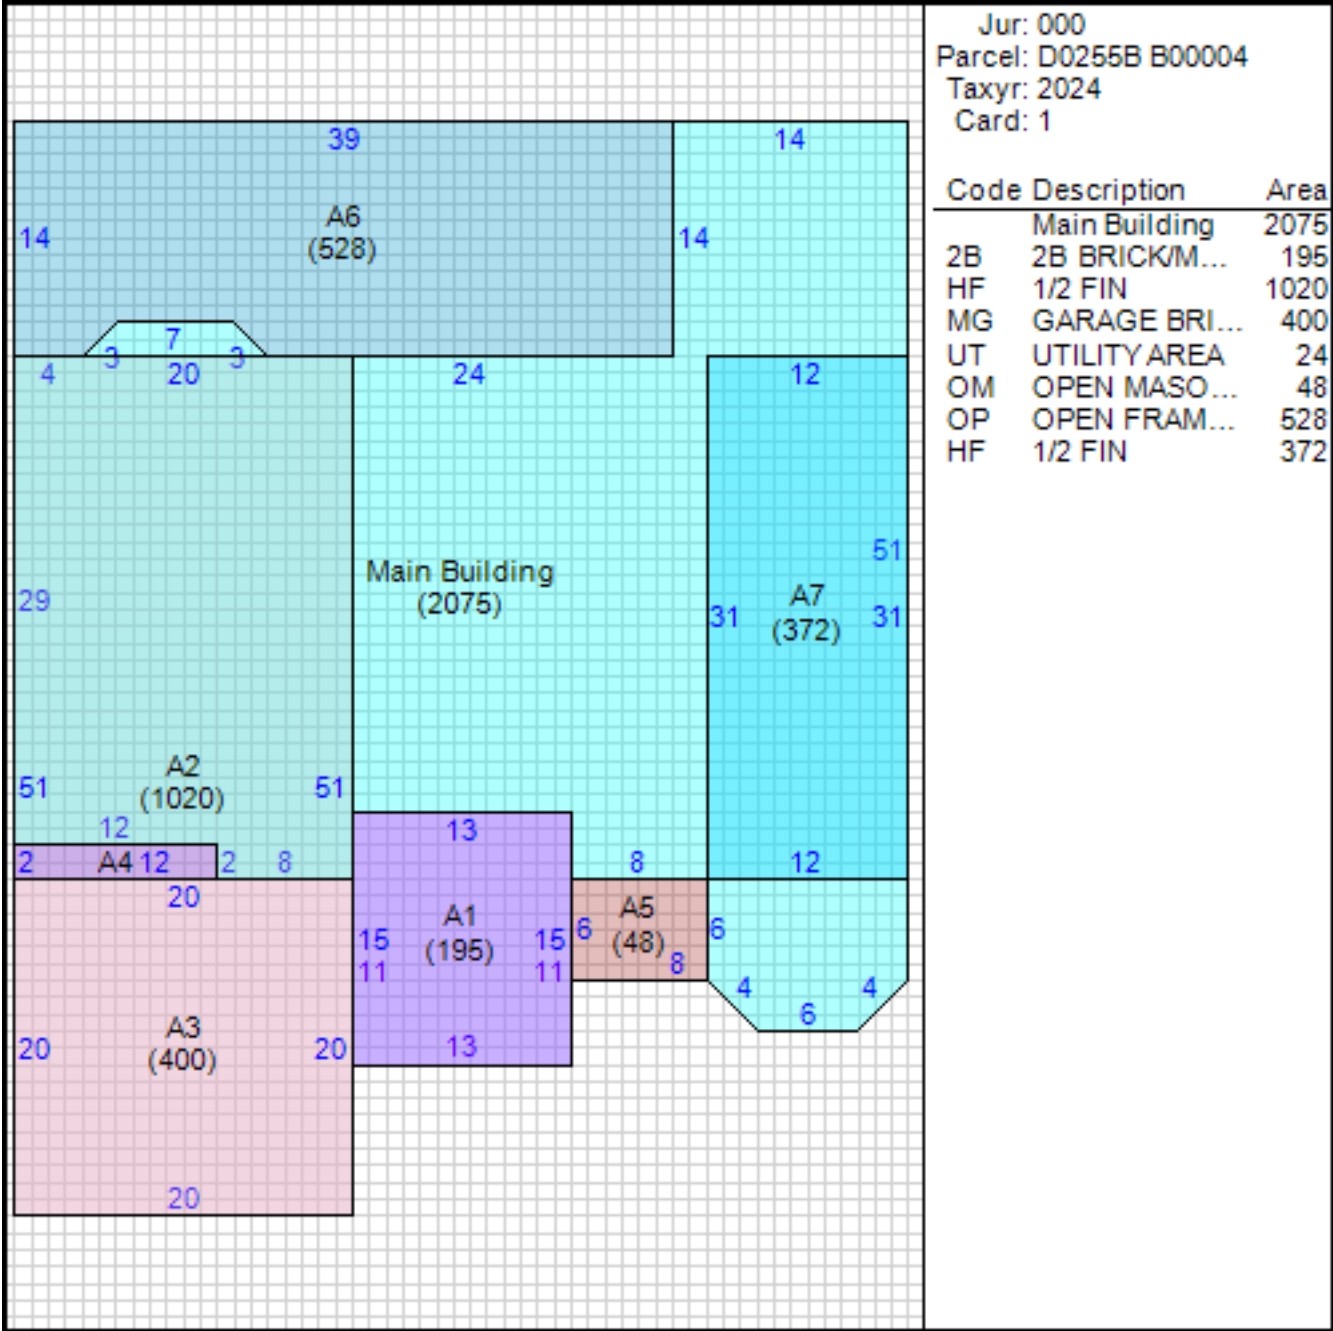 Jur: 000
Parcel: D0255B B00004
Taxyr: 2024
Card: 1
Code Description Area
Main Building 2075
2B 2B BRICK/M... 195
HF 1/2 FIN 1020
MG GARAGE BRI... 400
UT UTILITY AREA 24
OM OPEN MASO... 48
OP OPEN FRAM... 528
HF 1/2 FIN 372
39
14
A6
(528)
14
14
7
3
3
4
20
24
12
51
Main Building
(2075)
29
A7
(372)
31
31
A2
(1020)
51
51
12
13
2
A4
12
2
8
8
12
20
A1
(195)
15
15
11
11
A5
(48)
6
8
6
4
4
6
A3
(400)
20
20
13
20